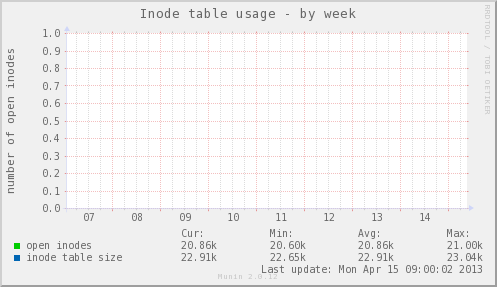 Inode table usage - by week
RRDTOOL / TOBI OETIKER
number of open inodes
1.0
0.9
0.8
0.7
0.6
0.5
0.4
0.3
0.2
0.1
0.0
07 08 09 10 11 12 13 14
Cur: Min: Avg: Max:
open inodes 20.86k 20.60k 20.86k 21.00k
inode table size 22.91k 22.65k 22.91k 23.04k
Last update: Mon Apr 15 09:00:02 2013
Munin 2.0.12